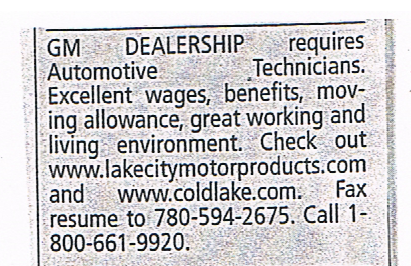 GM DEALERSHIP requires
Automotive Technicians.
Excellent wages, benefits, mov-
ing allowance, great working and
living environment. Check out
www.lakecitymotorproducts.com
and www.coldlake.com. Fax
resume to 780-594-2675. Call 1-
800-661-9920.